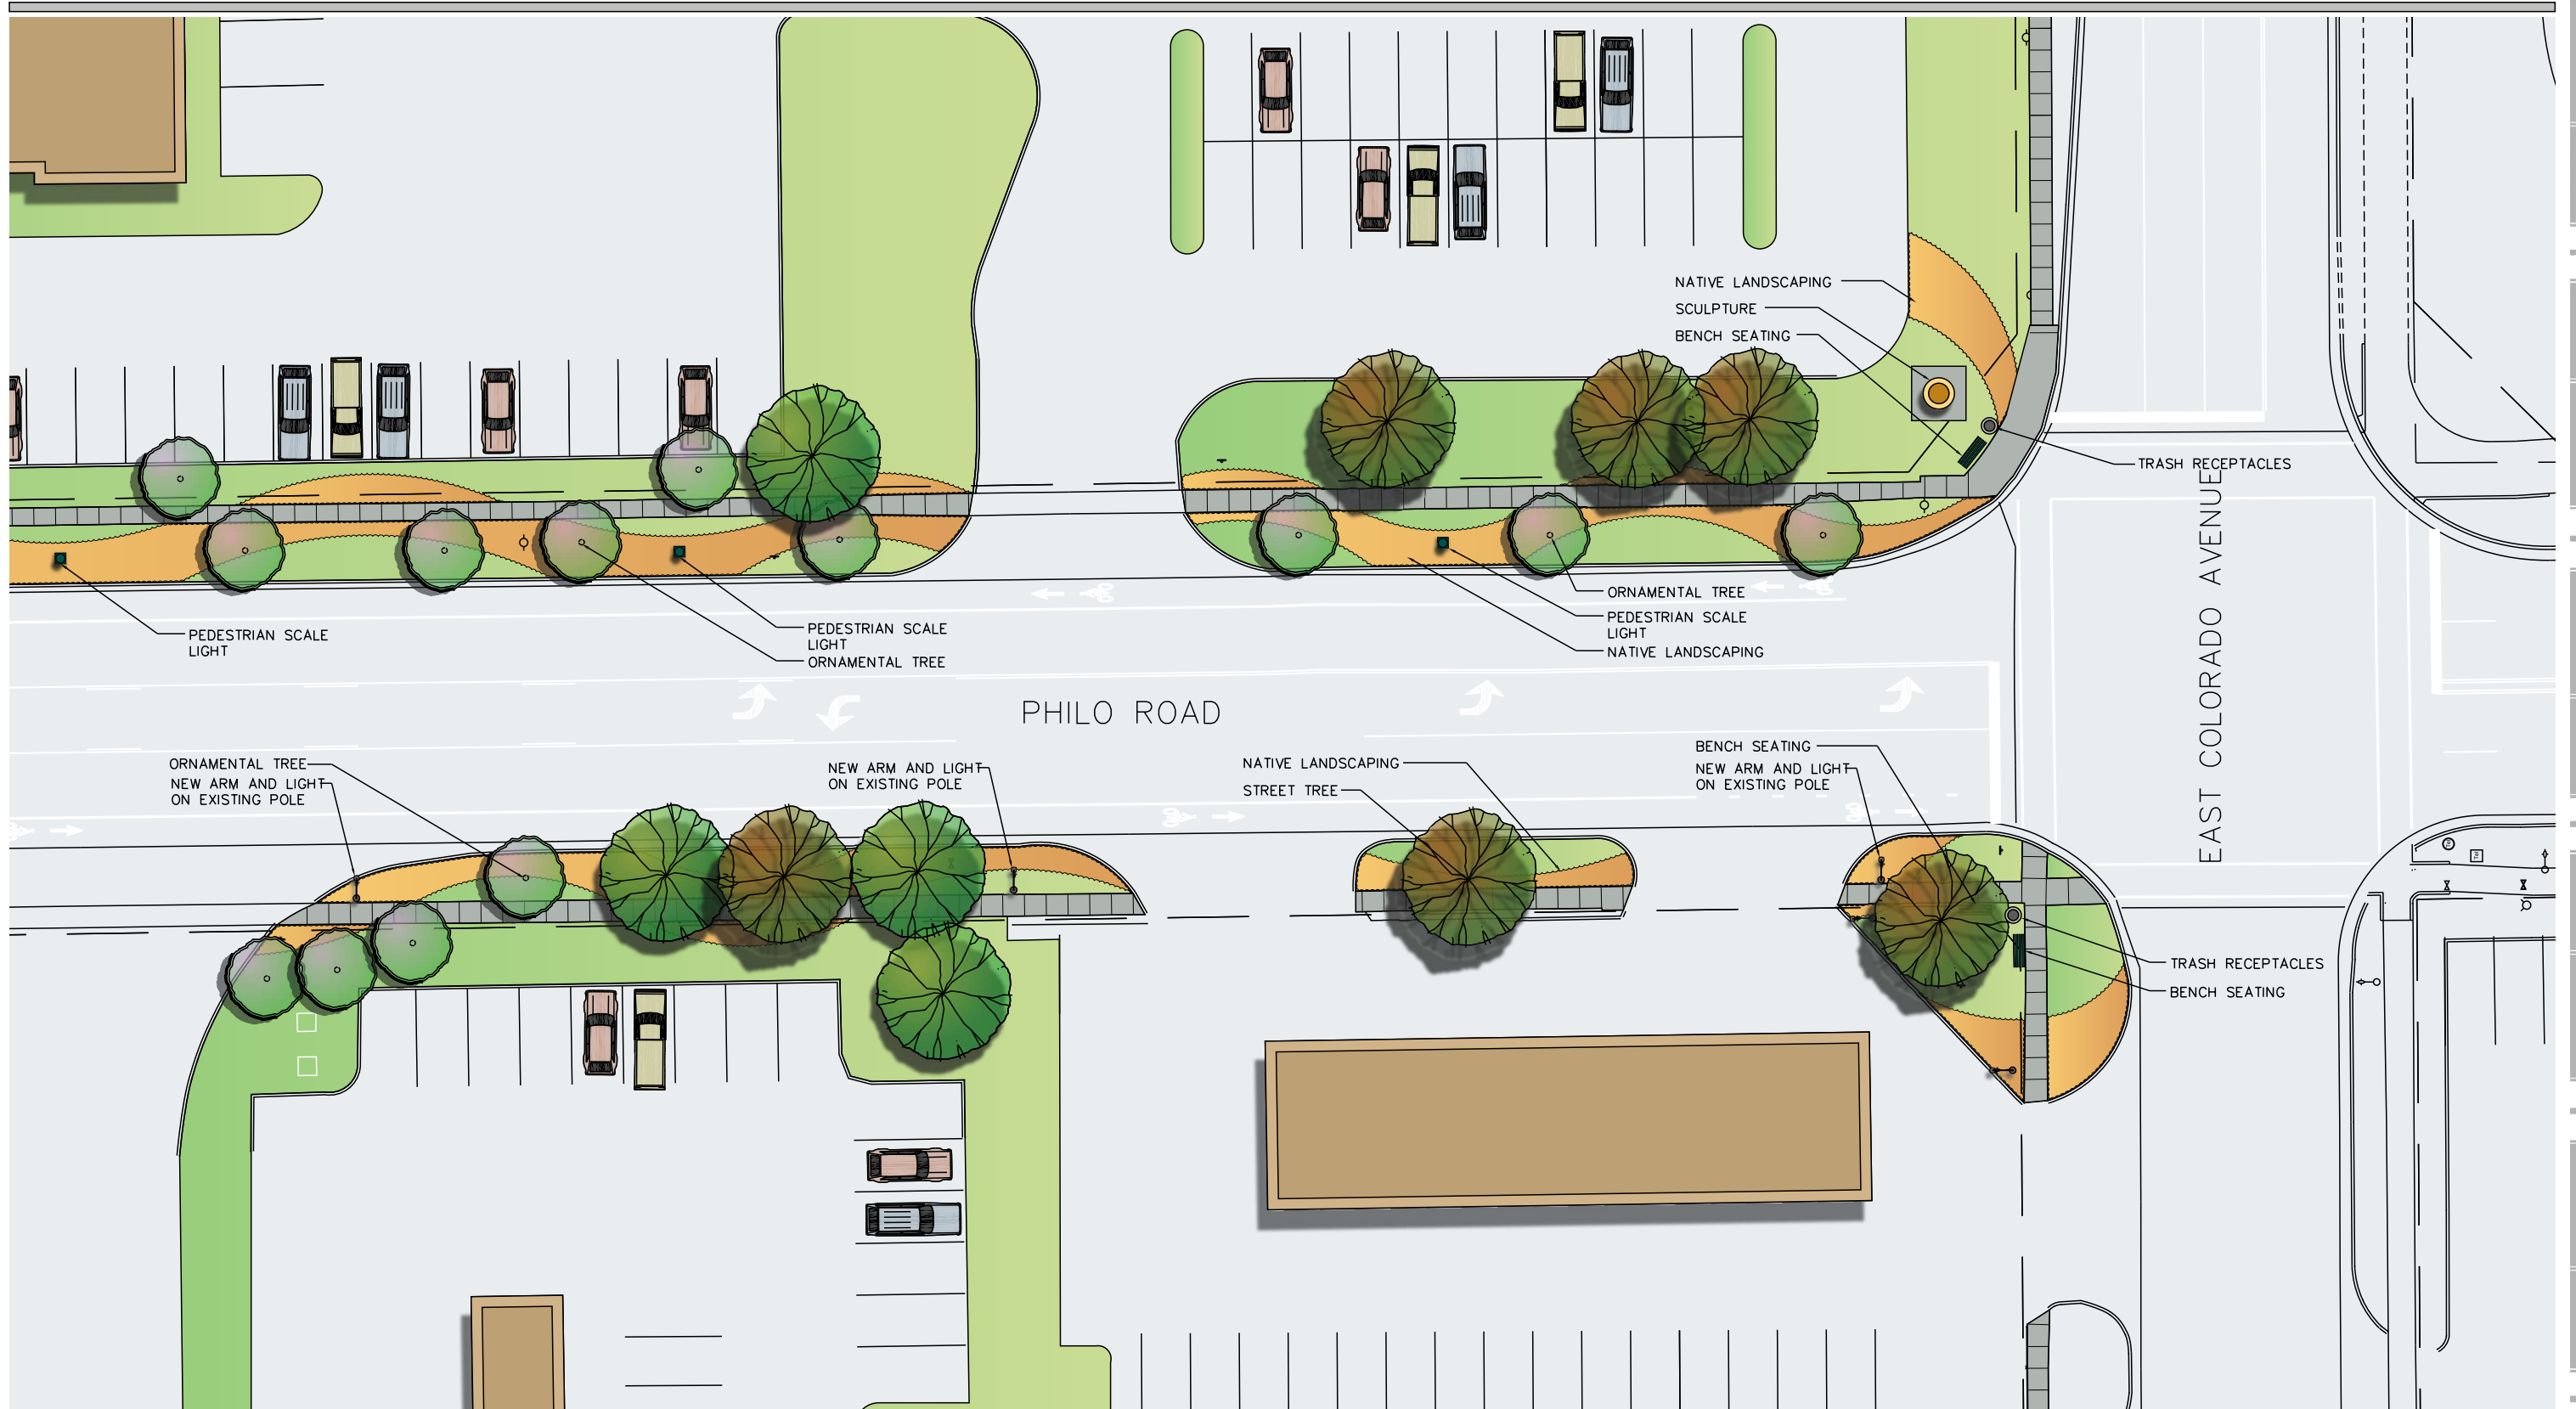 NATIVE LANDSCAPING
SCULPTURE
BENCH SEATING
TRASH RECEPTACLES
ORNAMENTAL TREE
PEDESTRIAN SCALE
LIGHT
NATIVE LANDSCAPING
PEDESTRIAN SCALE
LIGHT
ORNAMENTAL TREE
PEDESTRIAN SCALE
LIGHT
PHILO ROAD
EAST COLORADO AVENUE
ORNAMENTAL TREE
NEW ARM AND LIGHT
ON EXISTING POLE
NEW ARM AND LIGHT
ON EXISTING POLE
NATIVE LANDSCAPING
STREET TREE
BENCH SEATING
NEW ARM AND LIGHT
ON EXISTING POLE
TRASH RECEPTACLES
BENCH SEATING